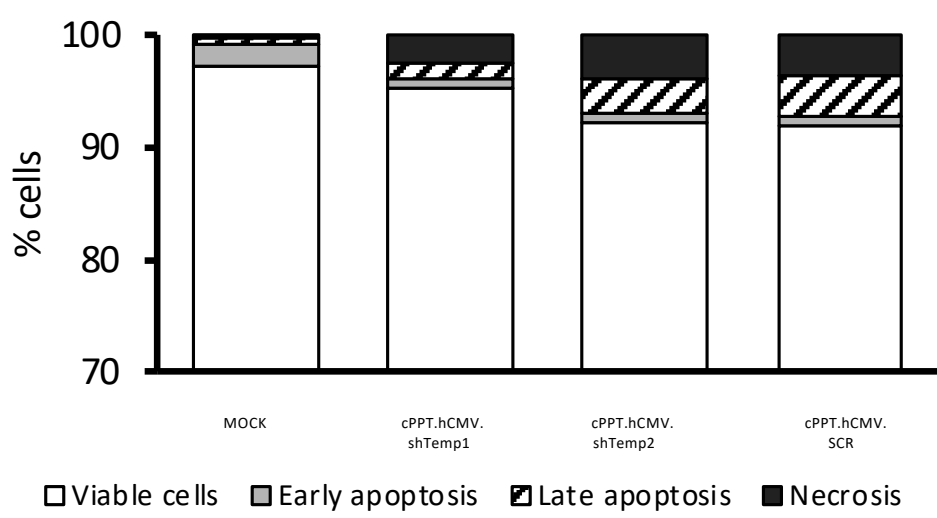 100
90
80
70
% cells
MOCK
cPPT.hCMV.
shTemp1
cPPT.hCMV.
shTemp2
cPPT.hCMV.
SCR
Viable cells Early apoptosis Late apoptosis Necrosis